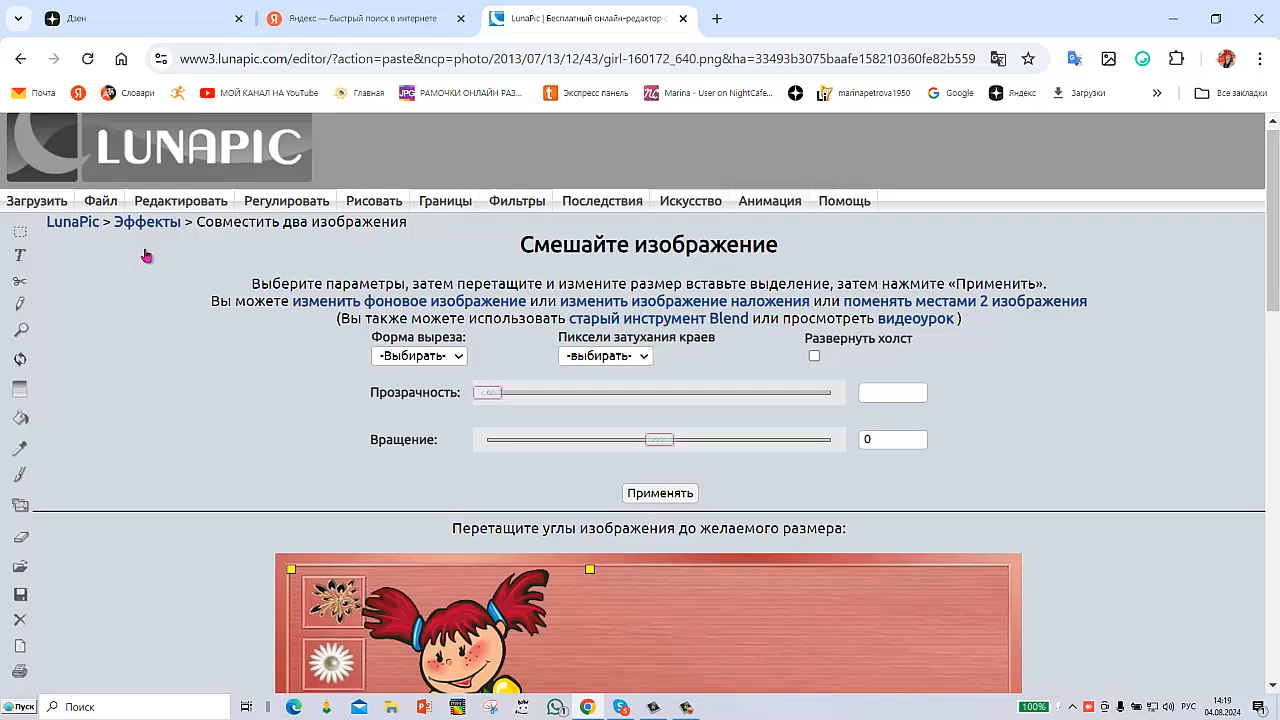 Дзен
Яндекс — быстрый поиск в интернете
LunaPic | Бесплатный онлайн-редактор
www3.lunapic.com/editor/?action=paste&nqc=photo/2013/07/13/12/43/girl-160172_640.png&ha=33493b3075baafe158210360fe82b559
Почта
Словари
МОЙ КАНАЛ НА YouTube
Главная
РАМОЧКИ ОНЛАЙН РАЗ...
Экспресс панель
Marina - User on NightCafe...
marinapetrova1950
Google
Яндекс
Загрузки
Все закладки
LUNAPIC
Загрузить Файл Редактировать Регулировать Рисовать Границы Фильтры Последствия Искусство Анимация Помощь
LunaPic > Эффекты > Совместить два изображения
Смешайте изображение
Выберите параметры, затем перетащите и измените размер вставьте выделение, затем нажмите «Применить».
Вы можете изменить фоновое изображение или изменить изображение наложения или поменять местами 2 изображения
(Вы также можете использовать старый инструмент Blend или просмотреть видеоурок )
Форма выреза: Пиксели затухания краев Развернуть холст
-Выбирать- -выбирать-
Прозрачность:
Вращение: 0
Применять
Перетащите углы изображения до желаемого размера:
Пуск Поиск 100% РУС 14:19
04.08.2024